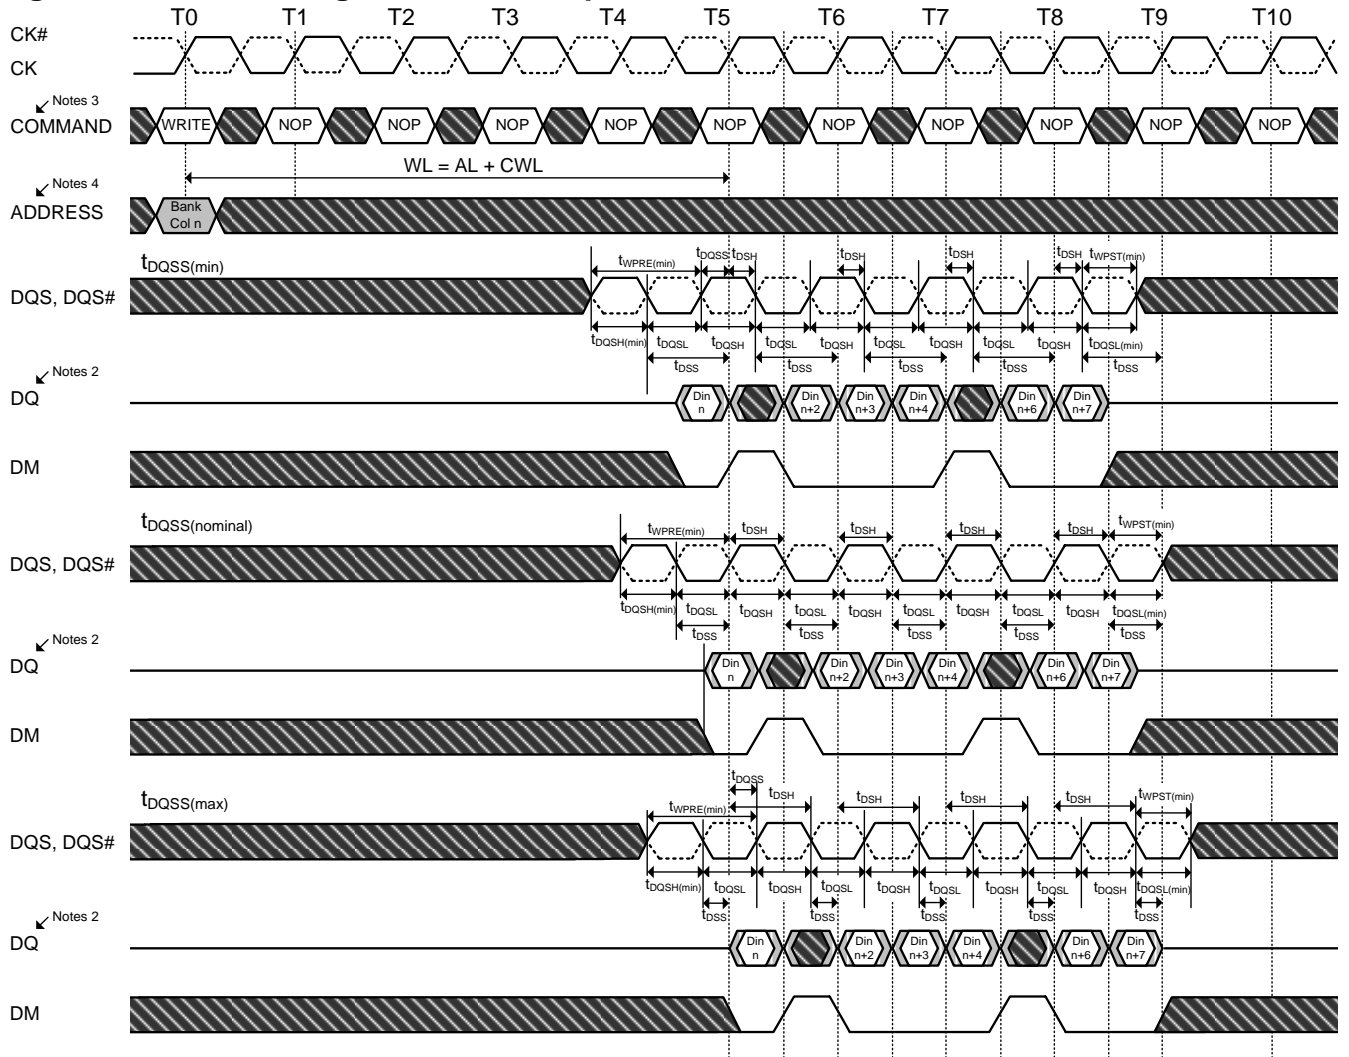 T0 T1 T2 T3 T4 T5 T6 T7 T8 T9 T10
CK#
CK
Notes 3
COMMAND WRITE NOP NOP NOP NOP NOP NOP NOP NOP NOP NOP
WL = AL + CWL
Notes 4
ADDRESS
Bank
Col n
tDQSS(min)
tWPRE(min) tDQSS tDSH tDSH tDSH tDSH tWPST(min)
DQS, DQS#
tDQSH(min) tDQSL tDQSH tDQSL tDQSH tDQSL tDQSH tDQSL tDQSH tDQSL(min)
tDSS tDSS tDSS tDSS tDSS
Notes 2
DQ
Din n Din n+2 Din n+3 Din n+4 Din n+6 Din n+7
DM
tDQSS(nominal)
tWPRE(min) tDSH tDSH tDSH tDSH tWPST(min)
DQS, DQS#
tDQSH(min) tDQSL tDQSH tDQSL tDQSH tDQSL tDQSH tDQSL tDQSH tDQSL(min)
tDSS tDSS tDSS tDSS tDSS
Notes 2
DQ
Din n Din n+2 Din n+3 Din n+4 Din n+6 Din n+7
DM
tDQSS
tDQSS(max)
tWPRE(min) tDSH tDSH tDSH tDSH tWPST(min)
DQS, DQS#
tDQSH(min) tDQSL tDQSH tDQSL tDQSH tDQSL tDQSH tDQSL tDQSH tDQSL(min)
tDSS tDSS tDSS tDSS tDSS
Notes 2
DQ
Din n Din n+2 Din n+3 Din n+4 Din n+6 Din n+7
DM